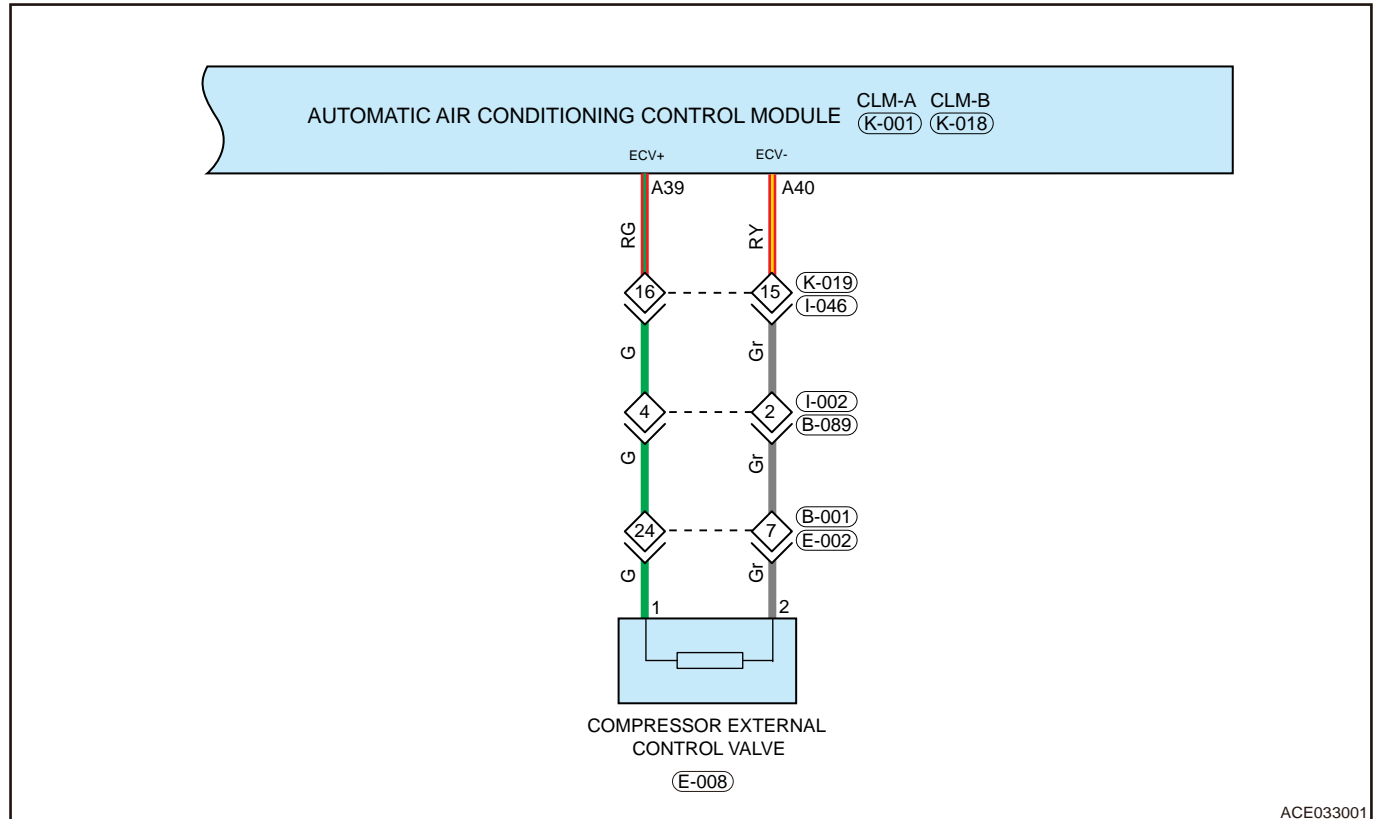 AUTOMATIC AIR CONDITIONING CONTROL MODULE
CLM-A CLM-B
K-001 K-018
ECV+ ECV-
A39 A40
RG RY
16 15 K-019
I-046
G Gr
4 2 I-002
B-089
G Gr
24 7 B-001
E-002
G Gr
1 2
COMPRESSOR EXTERNAL
CONTROL VALVE
E-008
ACE033001